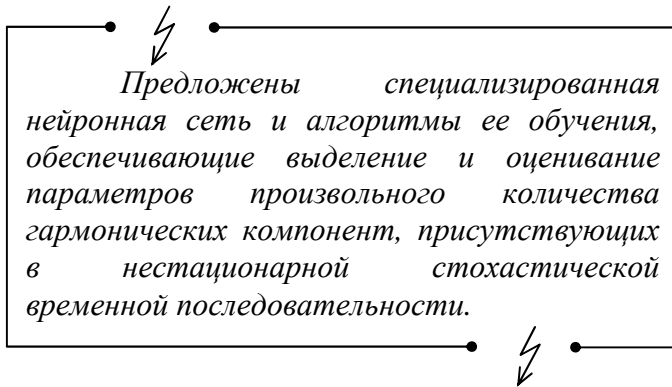 Предложены специализированная
нейронная сеть и алгоритмы ее обучения,
обеспечивающие выделение и оценивание
параметров произвольного количества
гармонических компонент, присутствующих
в нестационарной стохастической
временной последовательности.